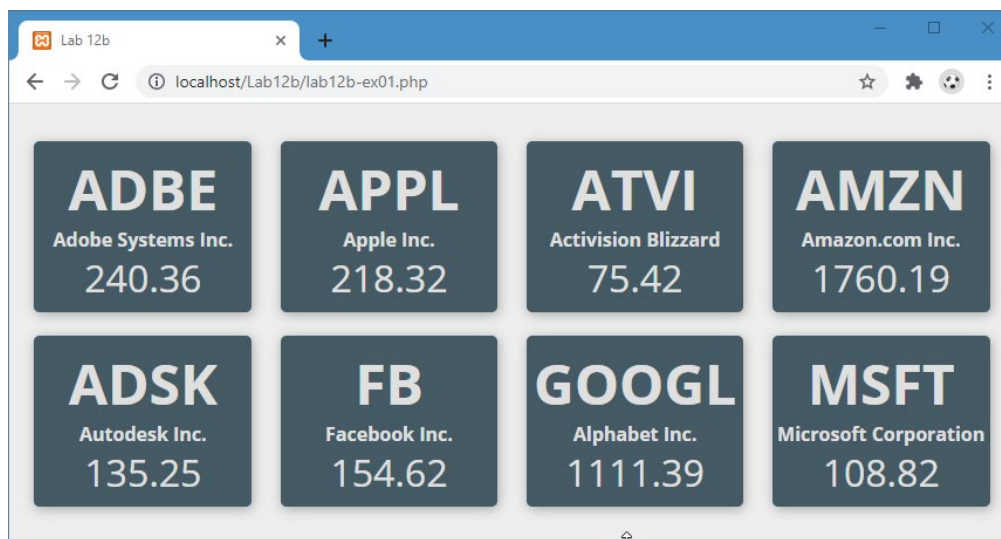 Lab 12b
localhost/Lab12b/lab12b-ex01.php
ADBE
Adobe Systems Inc.
240.36
APPL
Apple Inc.
218.32
ATVI
Activision Blizzard
75.42
AMZN
Amazon.com Inc.
1760.19
ADSK
Autodesk Inc.
135.25
FB
Facebook Inc.
154.62
GOOGL
Alphabet Inc.
1111.39
MSFT
Microsoft Corporation
108.82